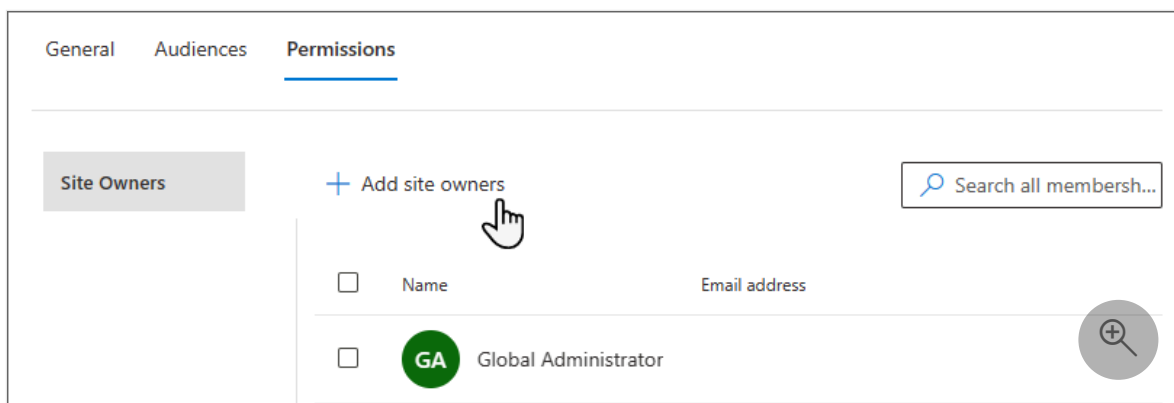 General Audiences Permissions
Site Owners
Add site owners
Search all membersh...
Name Email address
GA Global Administrator